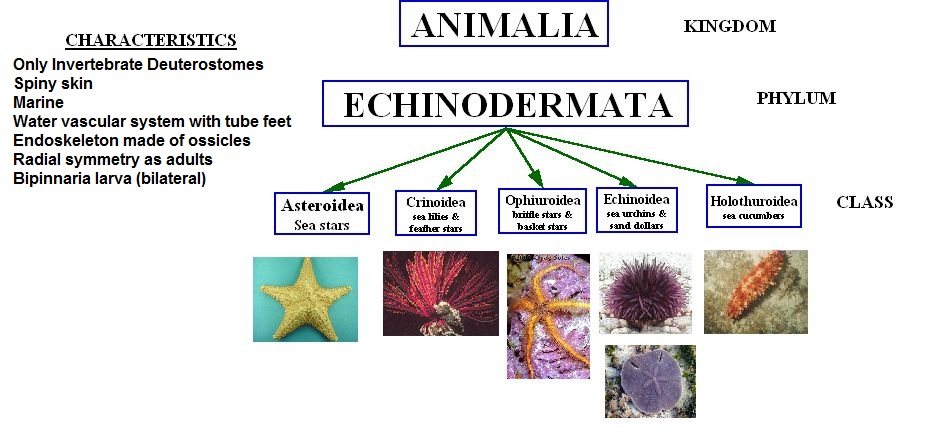 ANIMALIA
KINGDOM
CHARACTERISTICS
Only Invertebrate Deuterostomes
Spiny skin
Marine
Water vascular system with tube feet
Endoskeleton made of ossicles
Radial symmetry as adults
Bipinnaria larva (bilateral)
ECHINODERMATA
PHYLUM
Asteroidea
Sea stars
Crinoidea
sea lilies &
feather stars
Ophiuroidea
brittle stars &
basket stars
Echinoidea
sea urchins &
sand dollars
Holothuroidea
sea cucumbers
CLASS